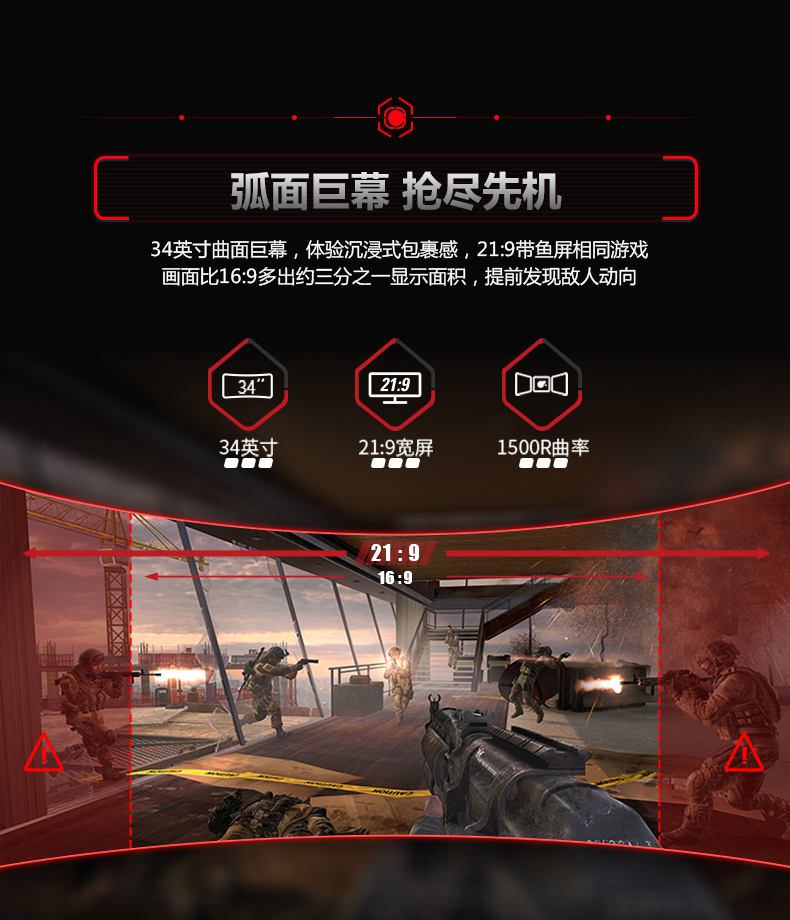 弧面巨幕 抢尽先机
34英寸曲面巨幕，体验沉浸式包裹感，21:9带鱼屏相同游戏
画面比16:9多出约三分之一显示面积，提前发现敌人动向
34″
21:9
34英寸
21:9宽屏
1500R曲率
21:9
16:9
CAUTION